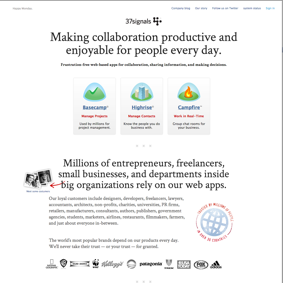 Company blog Our story Follow us on Twitter Sign in
37signals
Making collaboration productive and
enjoyable for people every day.
Frustration-free web-based apps for collaboration, sharing information, and making decisions.
Basecamp
Manage Projects
Used by millions for
project management.
Highrise
Manage Contacts
Know the people you do
business with.
Campfire
Work in Real-Time
Group chat rooms for
your business.
Millions of entrepreneurs, freelancers,
small businesses, and departments inside
big organizations rely on our web apps.
Our loyal customers include designers, developers, freelancers, lawyers,
accountants, architects, non-profits, charities, universities, PR firms,
retailers, manufacturers, consultants, authors, publishers, government
agencies, students, marketers, airlines, restaurants, filmmakers, farmers,
and just about everyone in-between.
The world's most popular brands depend on our products every day.
We'll never take their trust — or your trust — for granted.
Kellogg's
patagonia
FOX
adidas